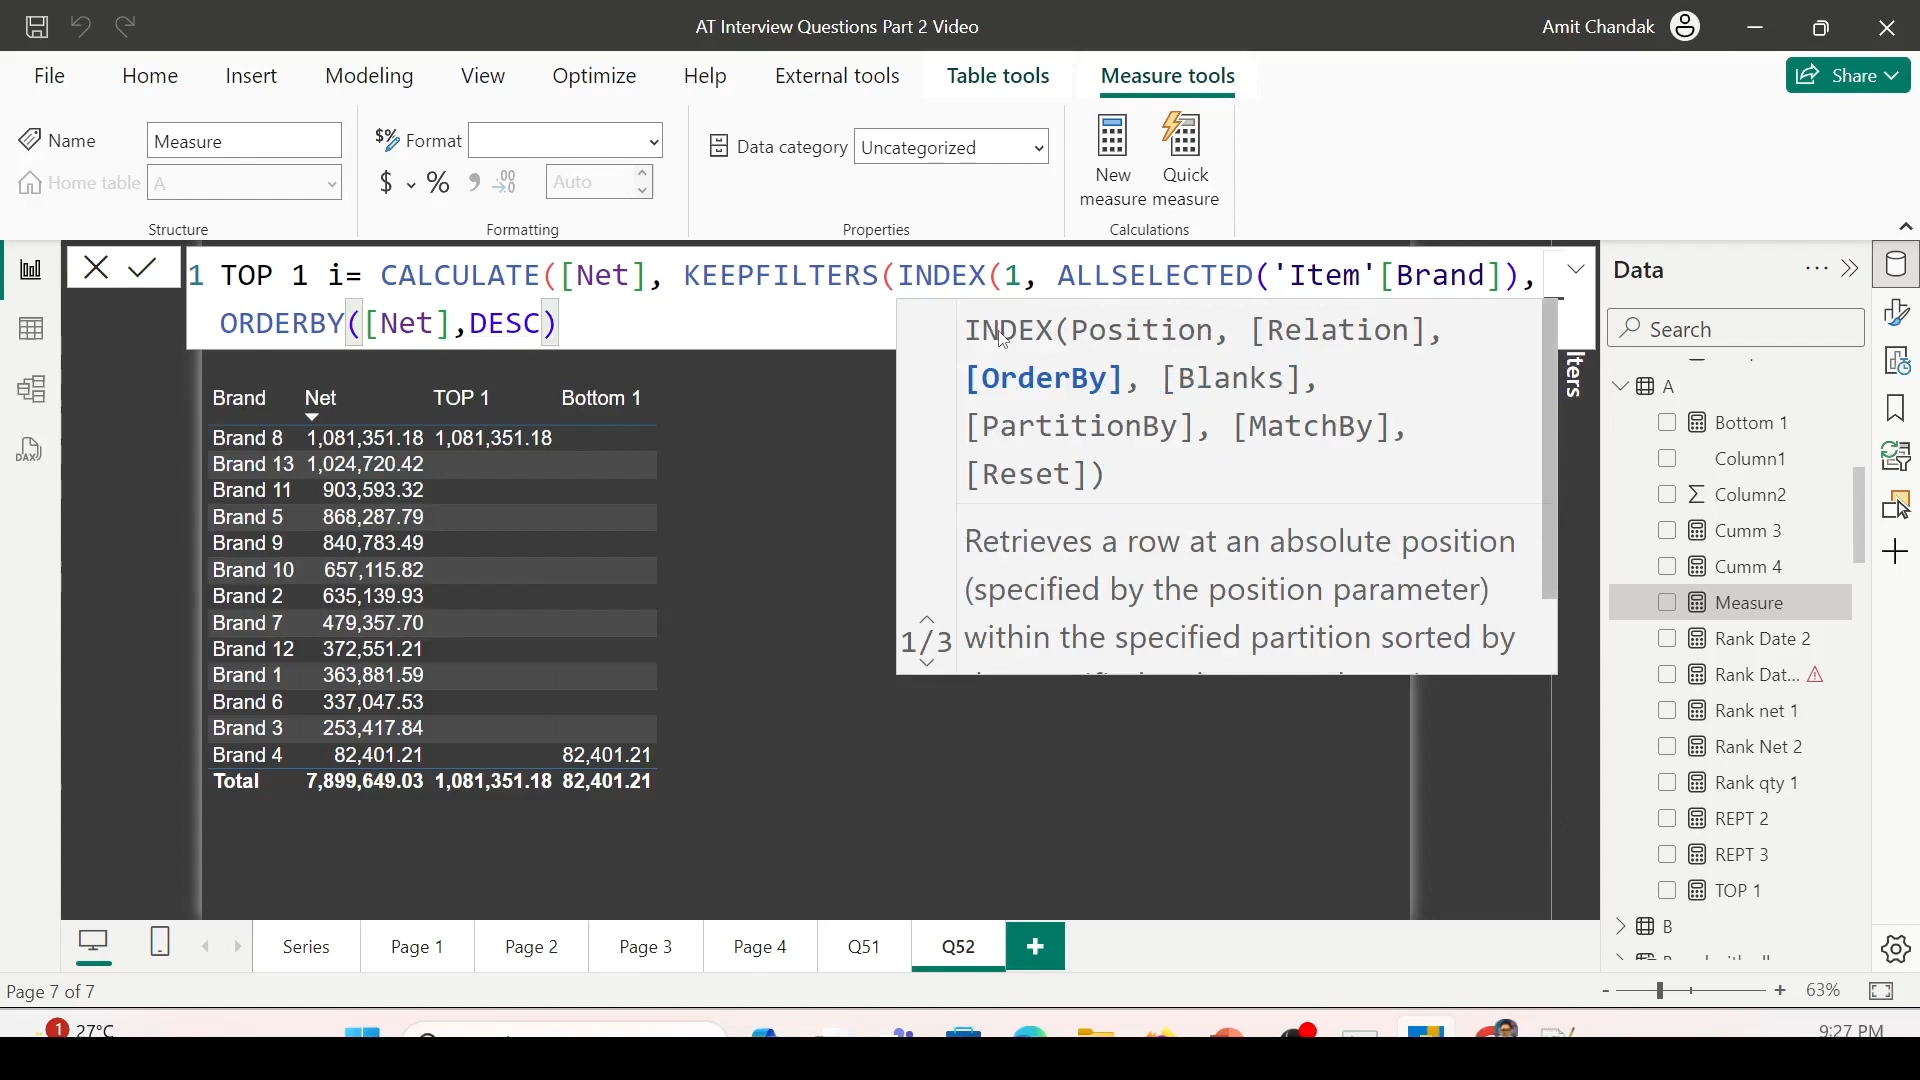 AT Interview Questions Part 2 Video
Amit Chandak
File Home Insert Modeling View Optimize Help External tools Table tools Measure tools
Share
Name Measure
Home table A
Structure
Format
$ % Auto
Formatting
Data category Uncategorized
Properties
New measure
Quick measure
Calculations
1 TOP 1 i= CALCULATE([Net], KEEPFILTERS(INDEX(1, ALLSELECTED('Item'[Brand]),
ORDERBY([Net],DESC)
INDEX(Position, [Relation],
[OrderBy], [Blanks],
[PartitionBy], [MatchBy],
[Reset])
Retrieves a row at an absolute position
(specified by the position parameter)
1/3 within the specified partition sorted by
Brand Net TOP 1 Bottom 1
Brand 8 1,081,351.18 1,081,351.18
Brand 13 1,024,720.42
Brand 11 903,593.32
Brand 5 868,287.79
Brand 9 840,783.49
Brand 10 657,115.82
Brand 2 635,139.93
Brand 7 479,357.70
Brand 12 372,551.21
Brand 1 363,881.59
Brand 6 337,047.53
Brand 3 253,417.84
Brand 4 82,401.21 82,401.21
Total 7,899,649.03 1,081,351.18 82,401.21
lters
Data
Search
A
Bottom 1
Column1
Column2
Cumm 3
Cumm 4
Measure
Rank Date 2
Rank Dat...
Rank net 1
Rank Net 2
Rank qty 1
REPT 2
REPT 3
TOP 1
B
DAX
Series Page 1 Page 2 Page 3 Page 4 Q51 Q52 +
Page 7 of 7
- + 63%
1 27°C
9:27 PM